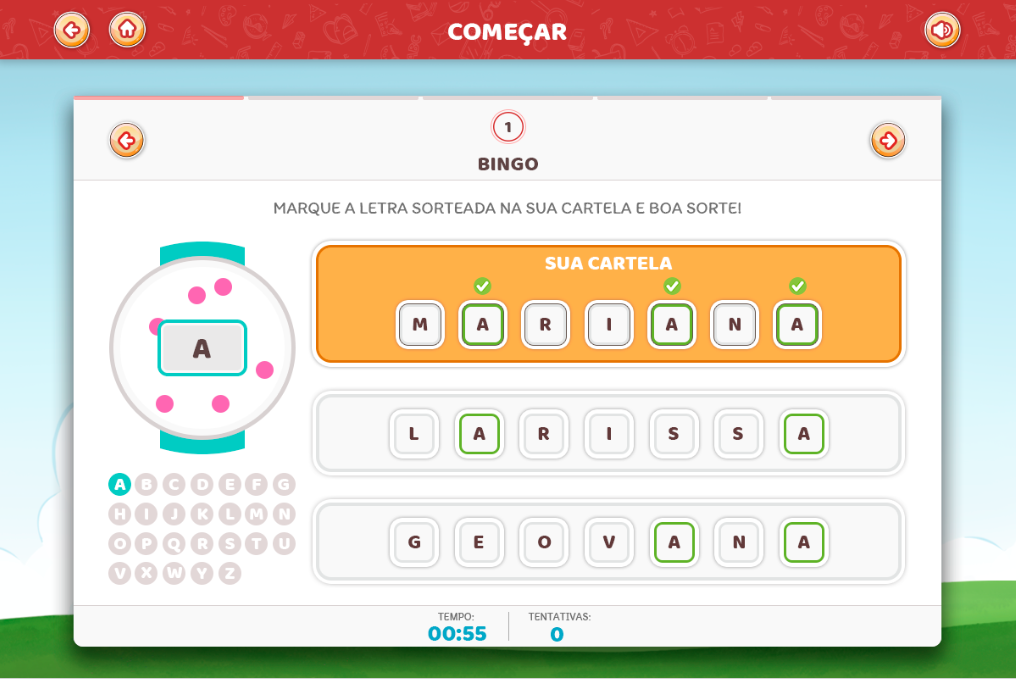 COMEÇAR
1
BINGO
MARQUE A LETRA SORTEADA NA SUA CARTELA E BOA SORTE!
A
SUA CARTELA
M A R I A N A
L A R I S S A
G E O V A N A
A B C D E F G
H I J K L M N
O P Q R S T U
V X W Y Z
TEMPO:
00:55
TENTATIVAS:
0